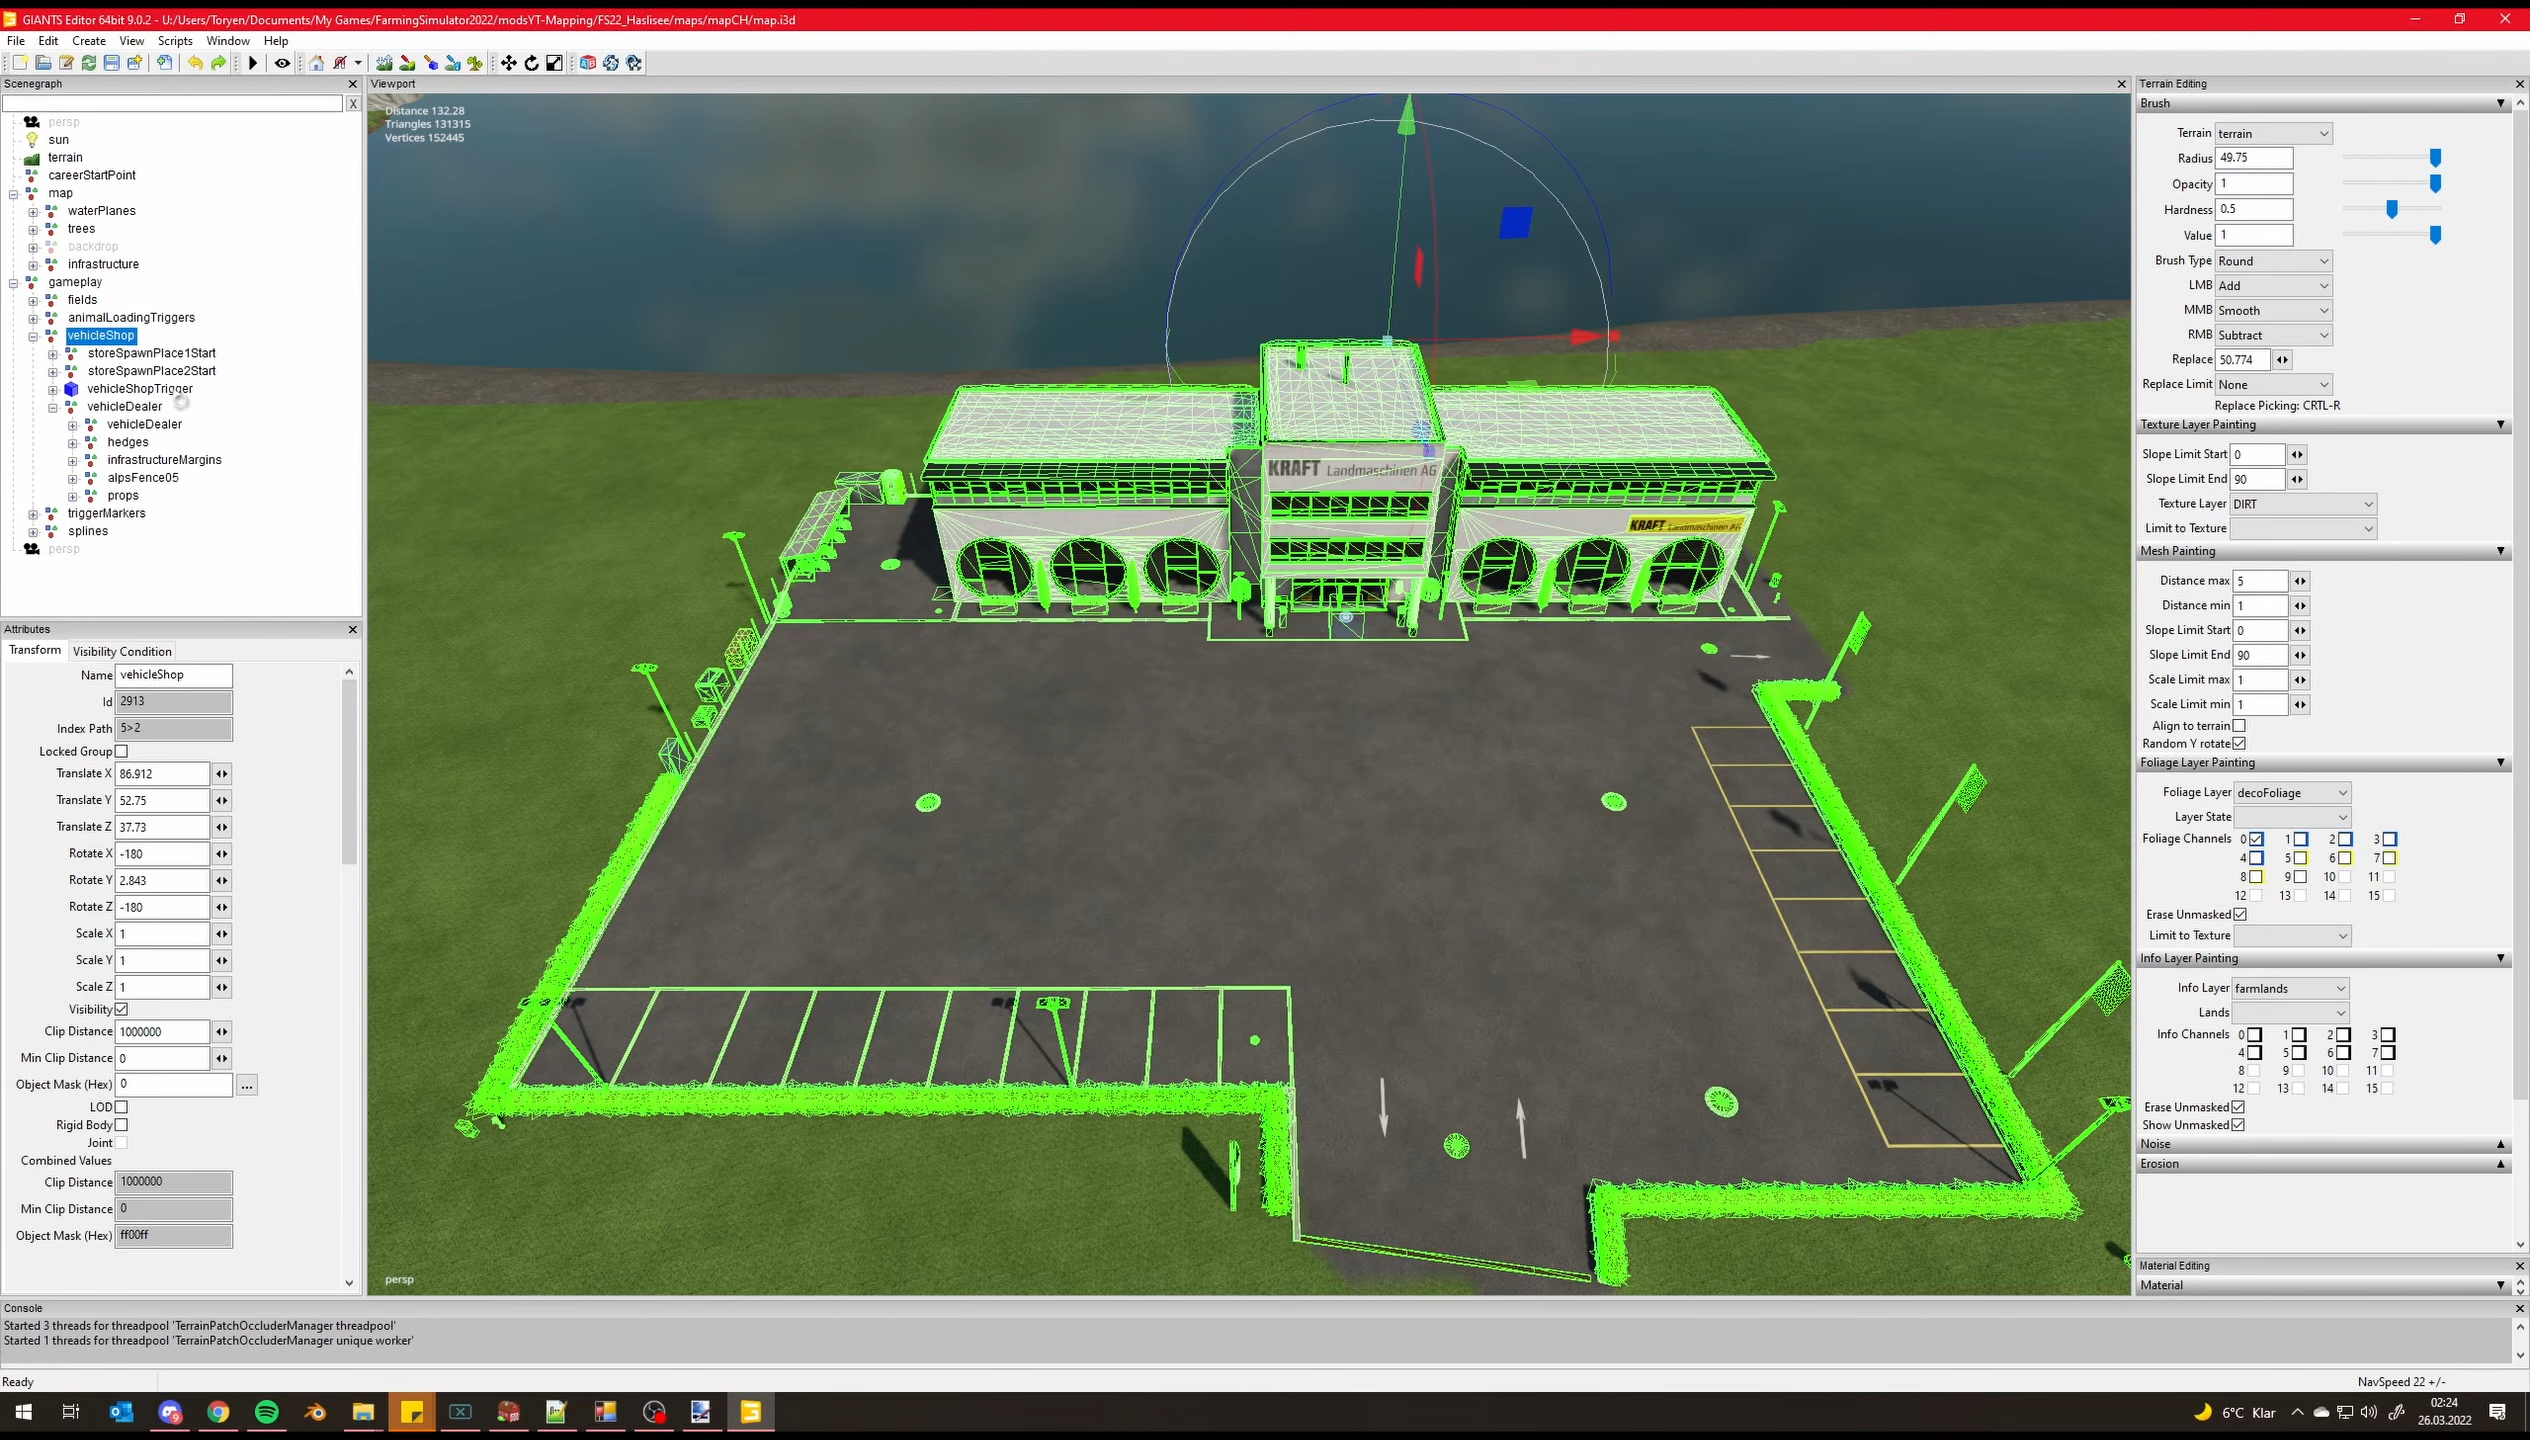 GIANTS Editor 64bit 9.0.2 - U:/Users/Toryen/Documents/My Games/FarmingSimulator2022/modsYT-Mapping/FS22_Haslisee/maps/mapCH/map.i3d
File Edit Create View Scripts Window Help
Scenegraph
X
persp
sun
terrain
careerStartPoint
map
waterPlanes
trees
backdrop
infrastructure
gameplay
fields
animalLoadingTriggers
vehicleShop
storeSpawnPlace1Start
storeSpawnPlace2Start
vehicleShopTrigger
vehicleDealer
vehicleDealer
hedges
infrastructureMargins
alpsFence05
props
triggerMarkers
splines
persp
Attributes
Transform Visibility Condition
Name vehicleShop
Id 2913
Index Path 5>2
Locked Group
Translate X 86.912
Translate Y 52.75
Translate Z 37.73
Rotate X -180
Rotate Y 2.843
Rotate Z -180
Scale X 1
Scale Y 1
Scale Z 1
Visibility
Clip Distance 1000000
Min Clip Distance 0
Object Mask (Hex) 0 ...
LOD
Rigid Body
Joint
Combined Values
Clip Distance 1000000
Min Clip Distance 0
Object Mask (Hex) ff00ff
Viewport
Distance 132.28
Triangles 131315
Vertices 152445
KRAFT Landmaschinen AG
KRAFT Landmaschinen AG
persp
Terrain Editing
Brush
Terrain terrain
Radius 49.75
Opacity 1
Hardness 0.5
Value 1
Brush Type Round
LMB Add
MMB Smooth
RMB Subtract
Replace 50.774
Replace Limit None
Replace Picking: CRTL-R
Texture Layer Painting
Slope Limit Start 0
Slope Limit End 90
Texture Layer DIRT
Limit to Texture
Mesh Painting
Distance max 5
Distance min 1
Slope Limit Start 0
Slope Limit End 90
Scale Limit max 1
Scale Limit min 1
Align to terrain
Random Y rotate
Foliage Layer Painting
Foliage Layer decoFoliage
Layer State
Foliage Channels 0 1 2 3
4 5 6 7
8 9 10 11
12 13 14 15
Erase Unmasked
Limit to Texture
Info Layer Painting
Info Layer farmlands
Lands
Info Channels 0 1 2 3
4 5 6 7
8 9 10 11
12 13 14 15
Erase Unmasked
Show Unmasked
Noise
Erosion
Material Editing
Material
Console
Started 3 threads for threadpool 'TerrainPatchOccluderManager threadpool'
Started 1 threads for threadpool 'TerrainPatchOccluderManager unique worker'
Ready
NavSpeed 22 +/-
6°C Klar
02:24
26.03.2022